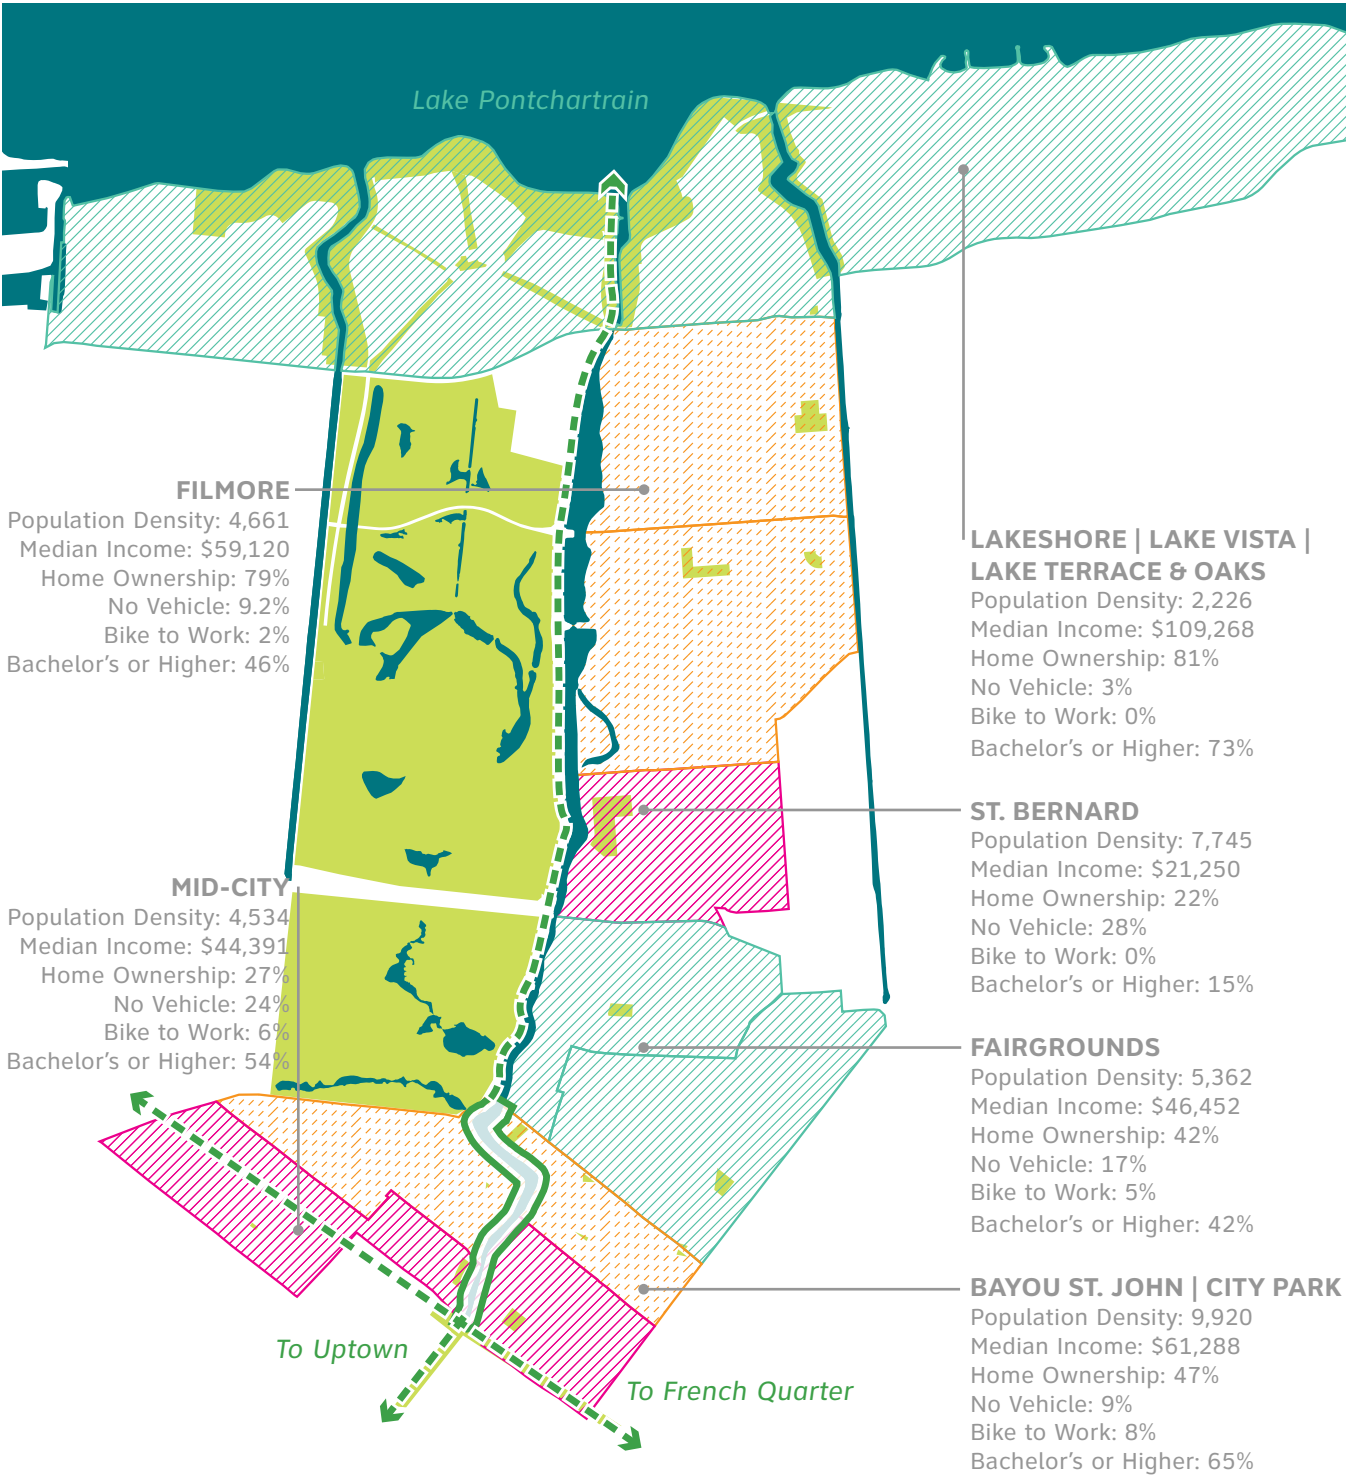 Lake Pontchartrain
FILMORE
Population Density: 4,661
Median Income: $59,120
Home Ownership: 79%
No Vehicle: 9.2%
Bike to Work: 2%
Bachelor’s or Higher: 46%
LAKESHORE | LAKE VISTA |
LAKE TERRACE & OAKS
Population Density: 2,226
Median Income: $109,268
Home Ownership: 81%
No Vehicle: 3%
Bike to Work: 0%
Bachelor’s or Higher: 73%
ST. BERNARD
Population Density: 7,745
Median Income: $21,250
Home Ownership: 22%
No Vehicle: 28%
Bike to Work: 0%
Bachelor’s or Higher: 15%
MID-CITY
Population Density: 4,534
Median Income: $44,391
Home Ownership: 27%
No Vehicle: 24%
Bike to Work: 6%
Bachelor’s or Higher: 54%
FAIRGROUNDS
Population Density: 5,362
Median Income: $46,452
Home Ownership: 42%
No Vehicle: 17%
Bike to Work: 5%
Bachelor’s or Higher: 42%
BAYOU ST. JOHN | CITY PARK
Population Density: 9,920
Median Income: $61,288
Home Ownership: 47%
No Vehicle: 9%
Bike to Work: 8%
Bachelor’s or Higher: 65%
To Uptown
To French Quarter